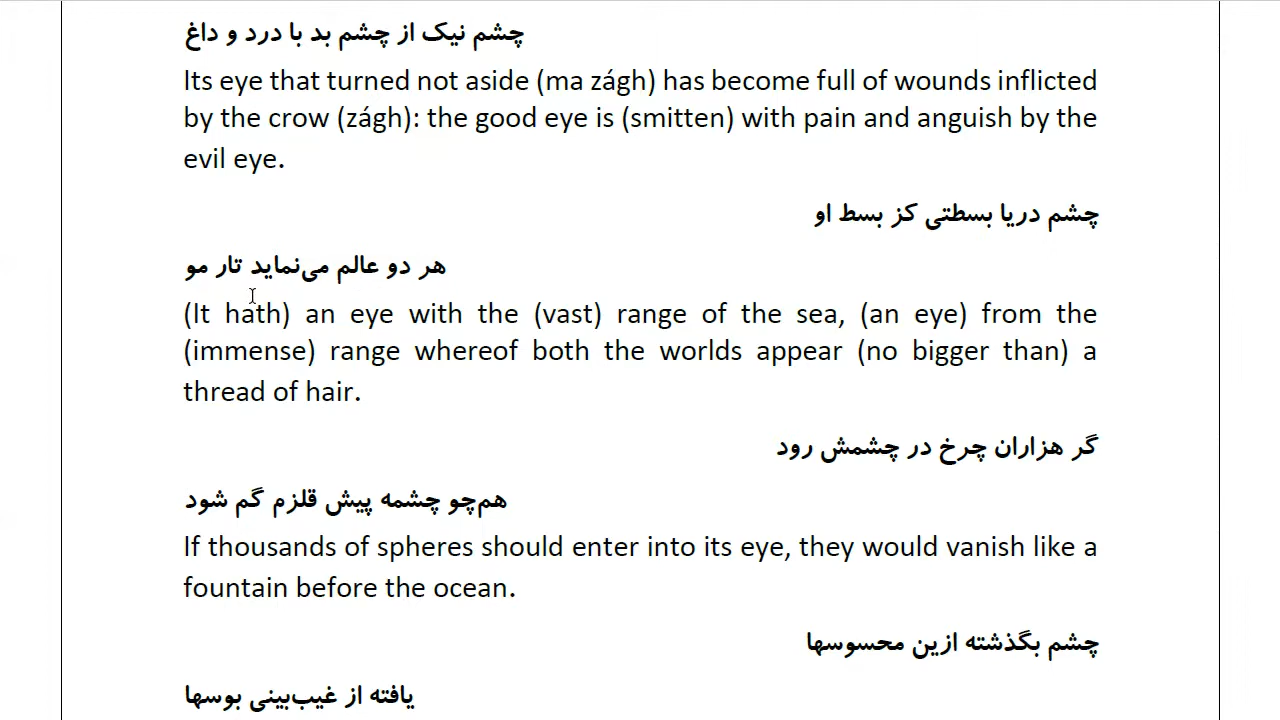 چشم نیک از چشم بد با درد و داغ
Its eye that turned not aside (ma zágh) has become full of wounds inflicted
by the crow (zágh): the good eye is (smitten) with pain and anguish by the
evil eye.
چشم دریا بسطتی کز بسط او
هر دو عالم می‌نماید تار مو
(It hath) an eye with the (vast) range of the sea, (an eye) from the
(immense) range whereof both the worlds appear (no bigger than) a
thread of hair.
گر هزاران چرخ در چشمش رود
هم‌چو چشمه پیش قلزم گم شود
If thousands of spheres should enter into its eye, they would vanish like a
fountain before the ocean.
چشم بگذشته ازین محسوسها
یافته از غیب‌بینی بوسها